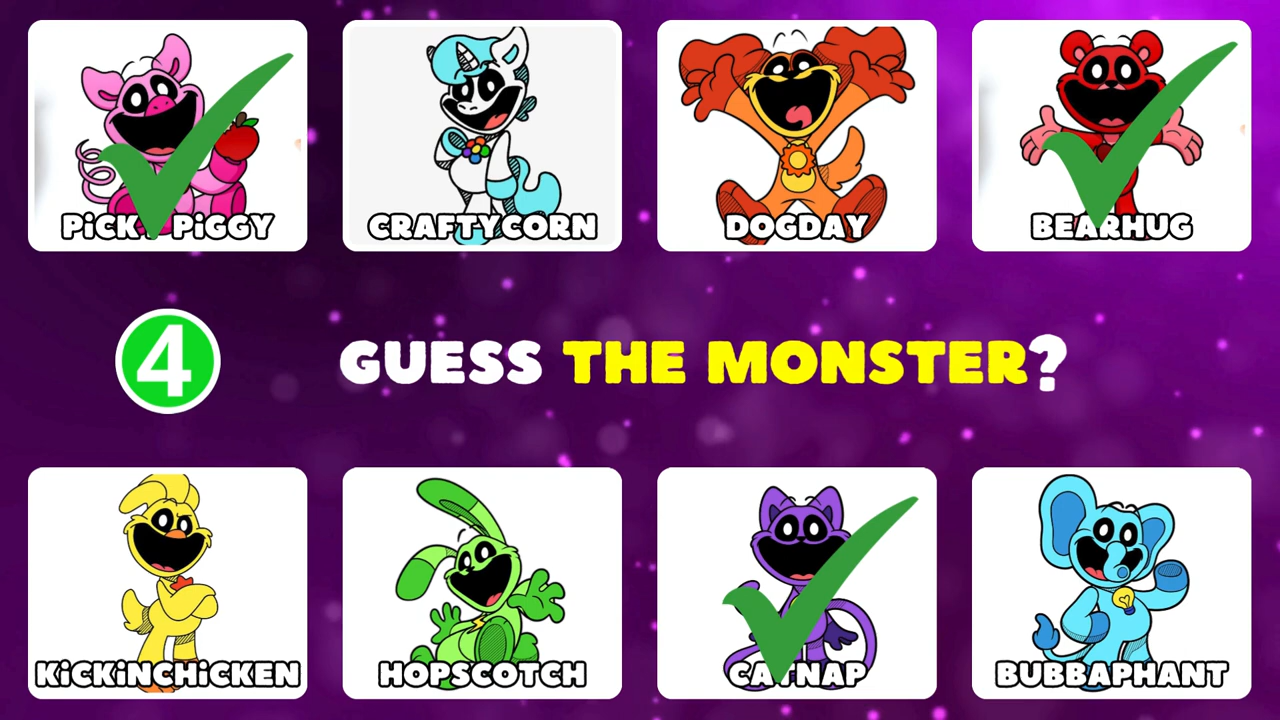 PiCKY PiGGY
CRAFTYCORN
DOGDAY
BEARHUG
4
GUESS THE MONSTER?
KiCKiNCHiCKEN
HOPSCOTCH
CATNAP
BUBBAPHANT